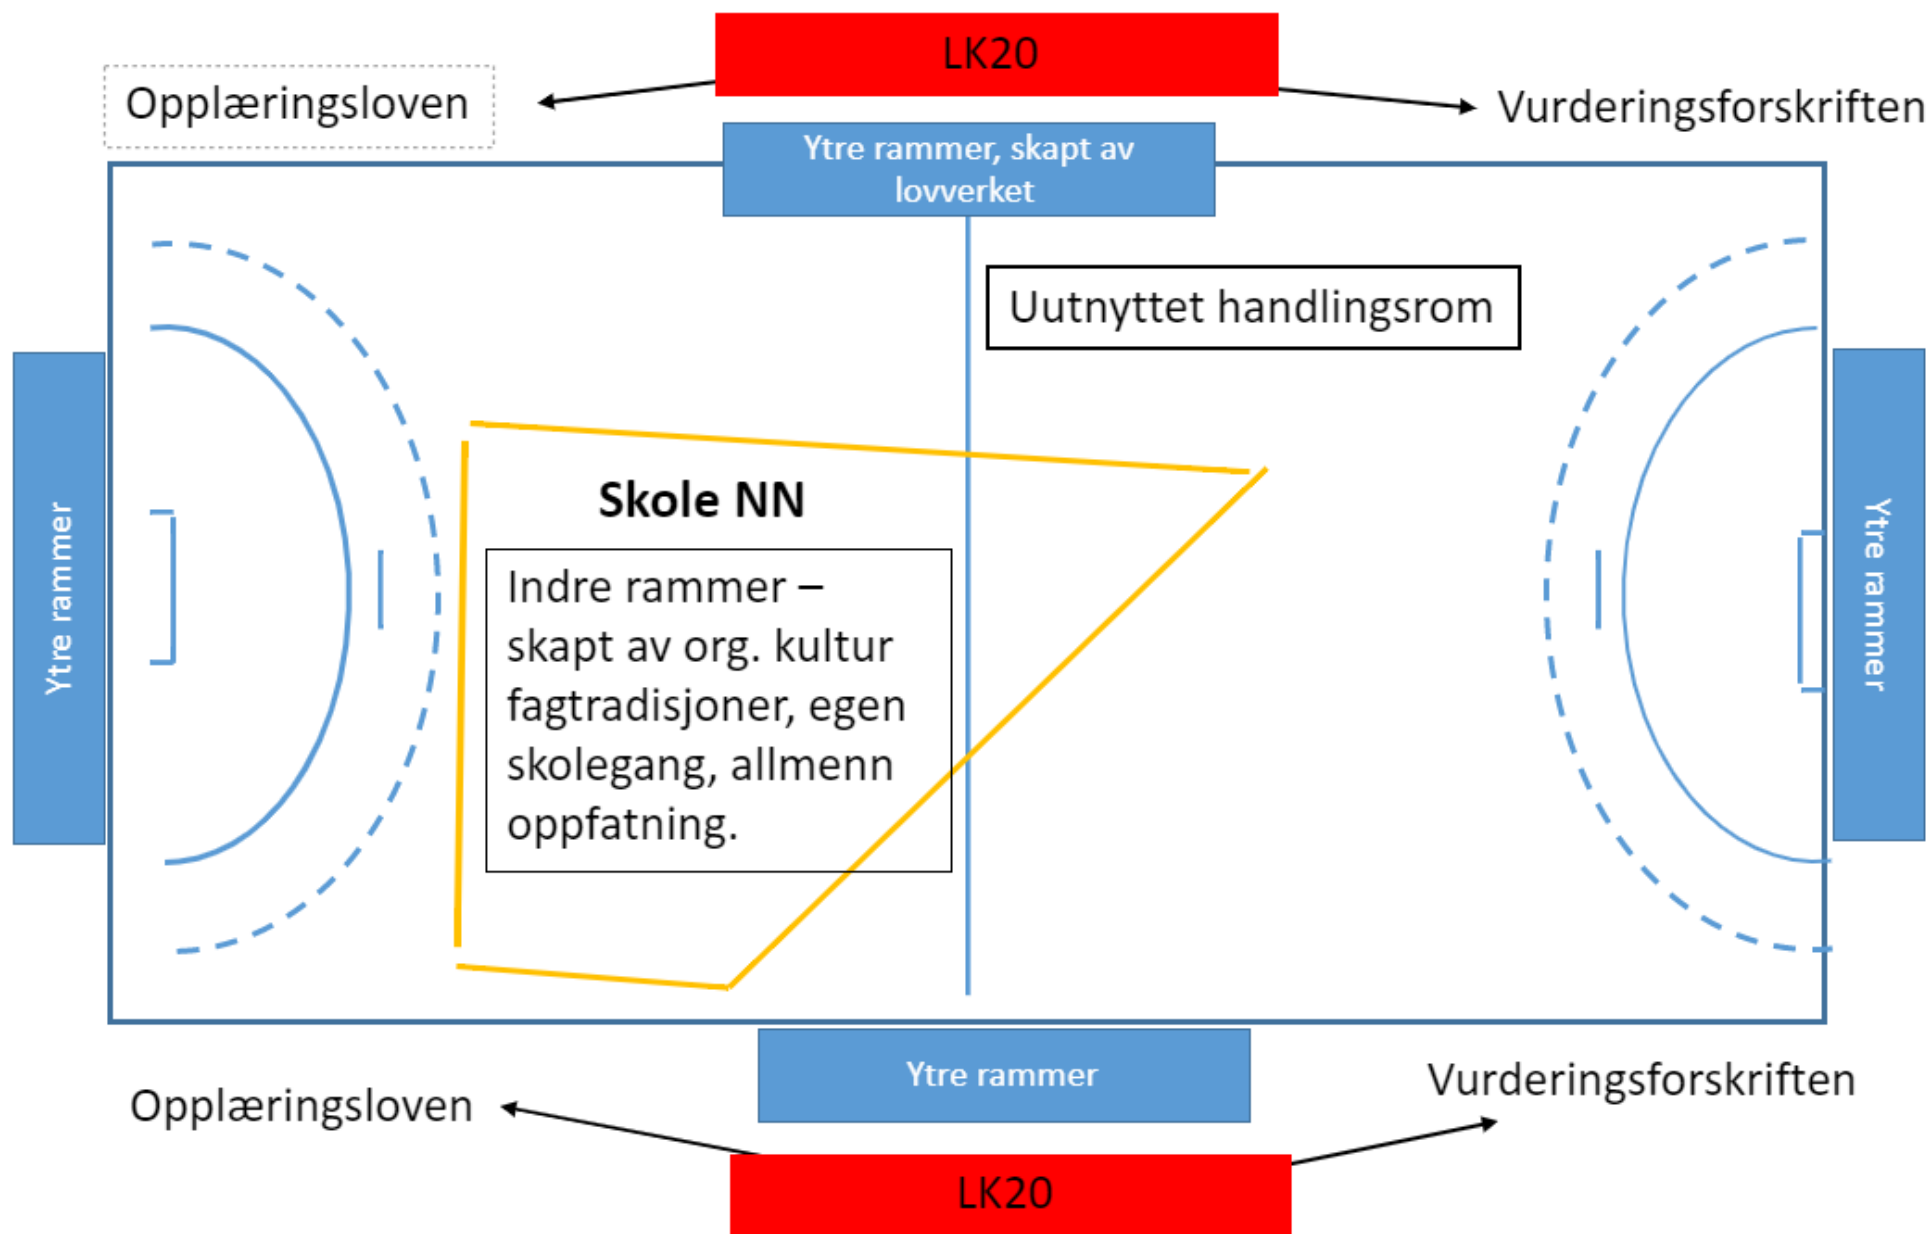 LK20
Opplæringsloven
Vurderingsforskriften
Ytre rammer, skapt av
lovverket
Uutnyttet handlingsrom
Ytre rammer
Skole NN
Indre rammer –
skapt av org. kultur
fagtradisjoner, egen
skolegang, allmenn
oppfatning.
Ytre rammer
Ytre rammer
Opplæringsloven
Vurderingsforskriften
LK20